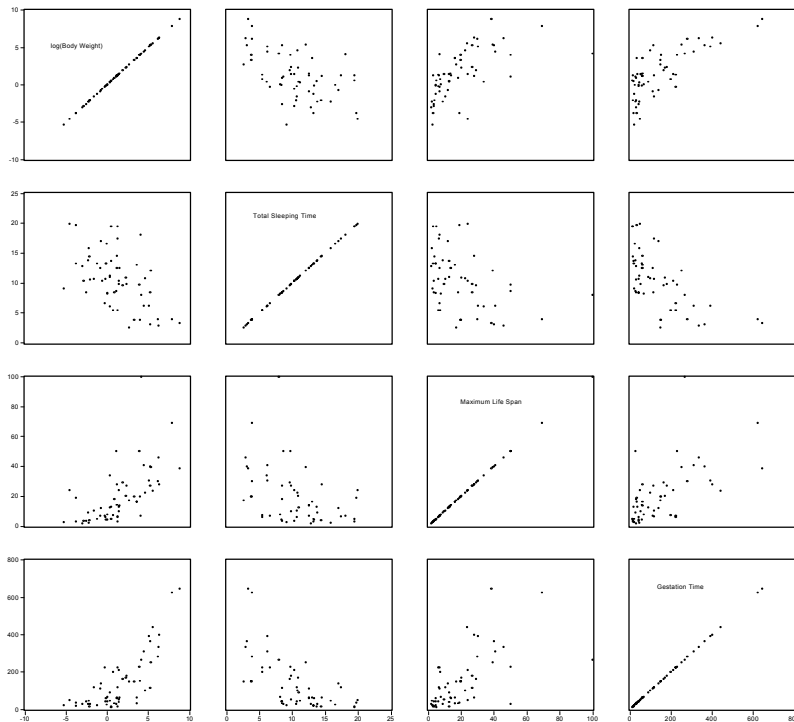 10
5
0
-5
-10
log(Body Weight)
25
20
15
10
5
0
Total Sleeping Time
100
80
60
40
20
0
Maximum Life Span
800
600
400
200
0
Gestation Time
-10 -5 0 5 10
0 5 10 15 20 25
0 20 40 60 80 100
0 200 400 600 800